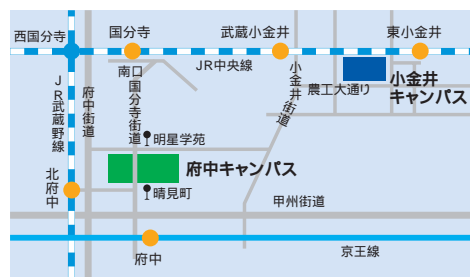 西国分寺
国分寺
武蔵小金井
東小金井
南口
JR中央線
小金井街道
農工大通り
小金井
キャンパス
JR武蔵野線
府中街道
国分寺街道
明星学苑
府中キャンパス
北府中
晴見町
甲州街道
府中
京王線